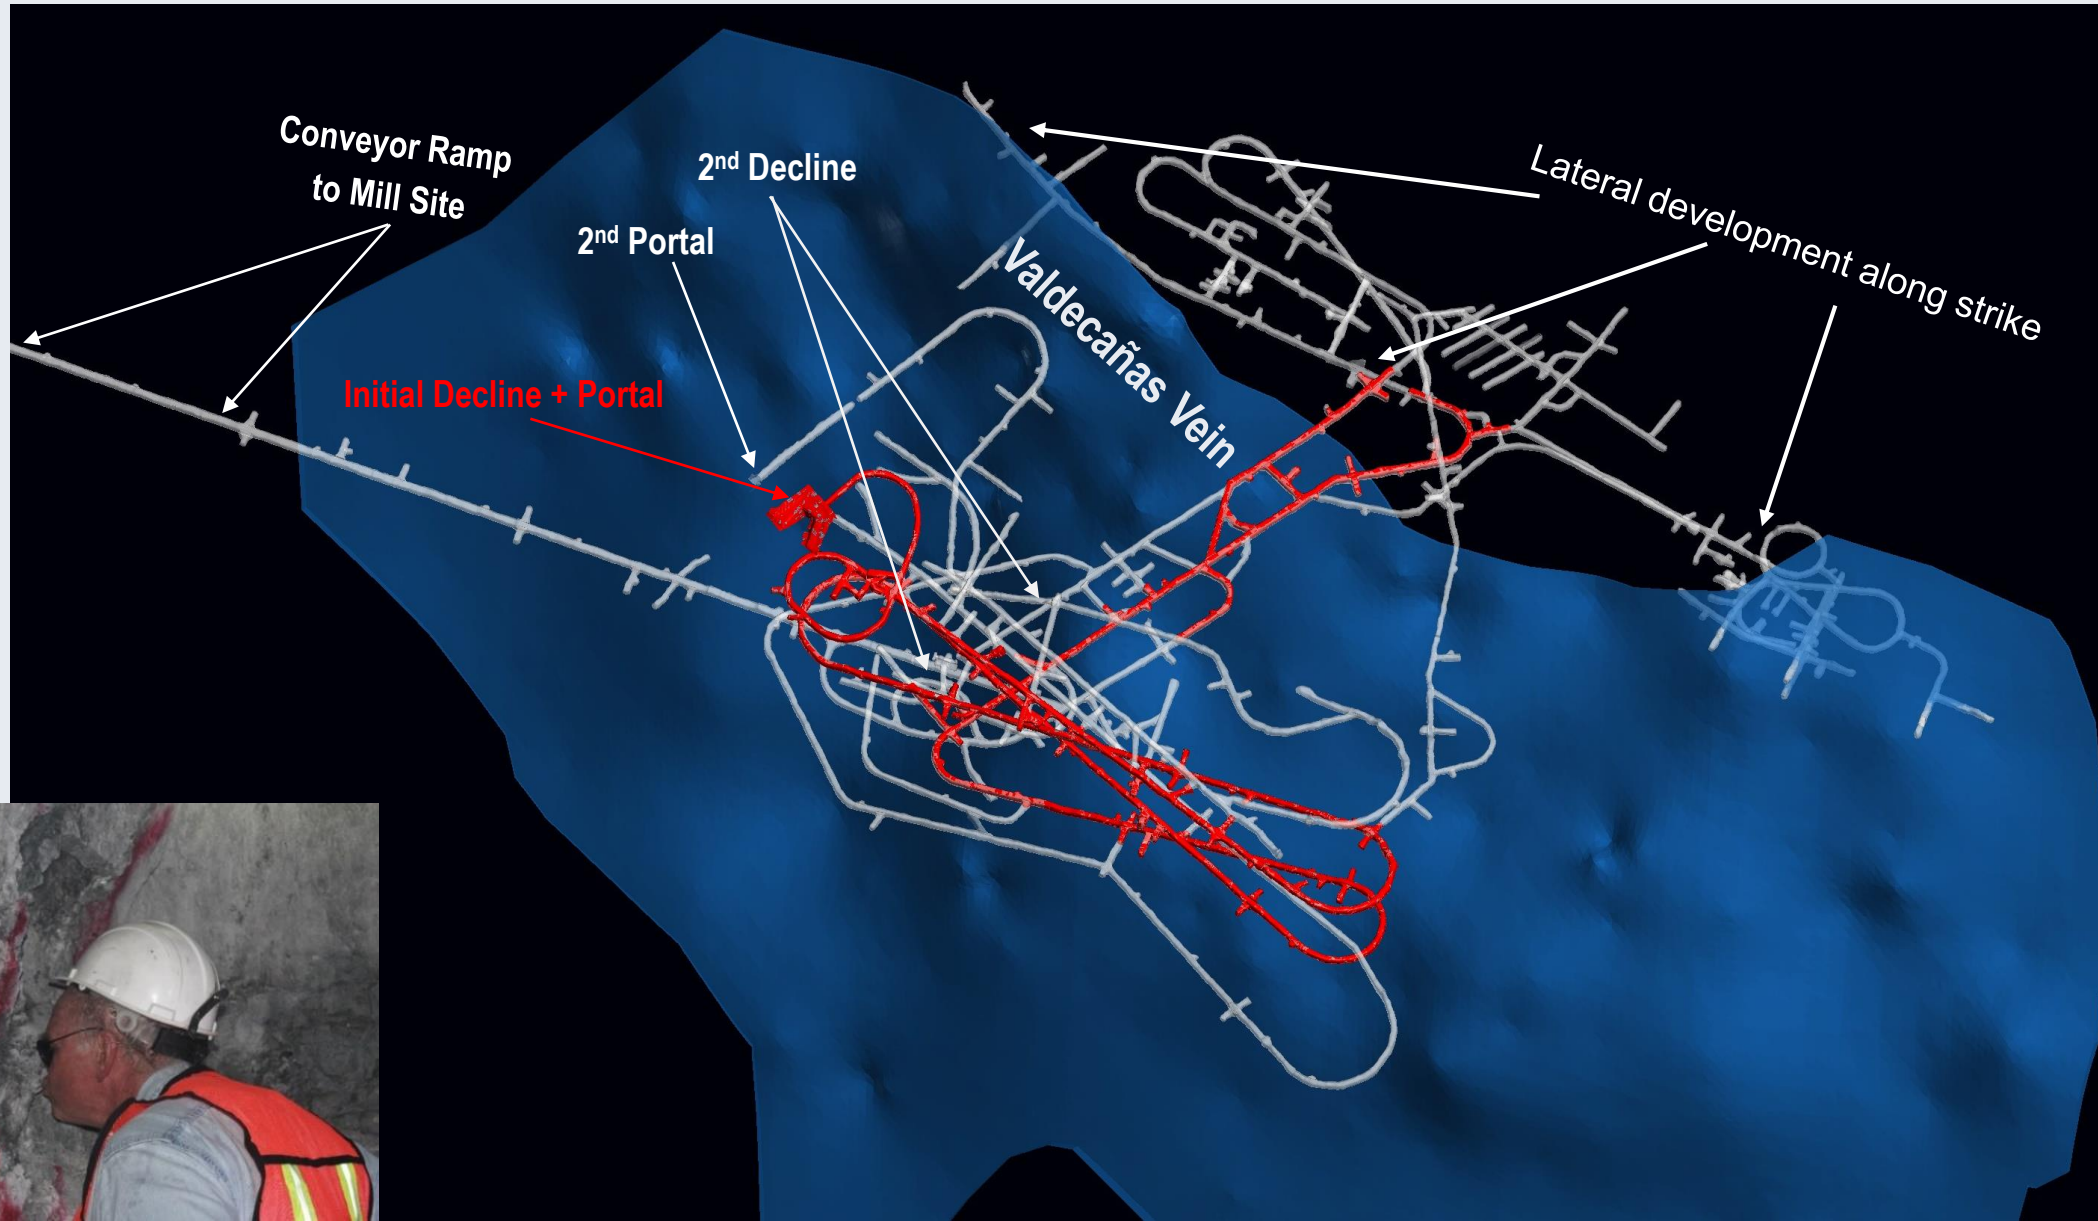 Conveyor Ramp
to Mill Site
2nd Decline
2nd Portal
Initial Decline + Portal
Valdecañas Vein
Lateral development along strike